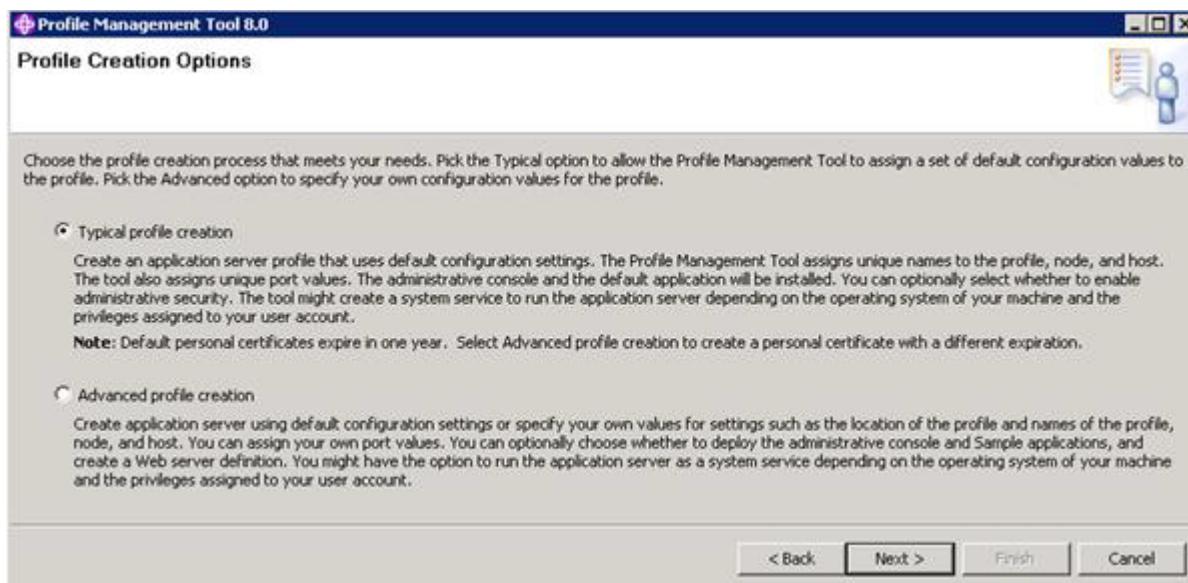 Profile Management Tool 8.0
Profile Creation Options
Choose the profile creation process that meets your needs. Pick the Typical option to allow the Profile Management Tool to assign a set of default configuration values to
the profile. Pick the Advanced option to specify your own configuration values for the profile.
Typical profile creation
Create an application server profile that uses default configuration settings. The Profile Management Tool assigns unique names to the profile, node, and host.
The tool also assigns unique port values. The administrative console and the default application will be installed. You can optionally select whether to enable
administrative security. The tool might create a system service to run the application server depending on the operating system of your machine and the
privileges assigned to your user account.
Note: Default personal certificates expire in one year. Select Advanced profile creation to create a personal certificate with a different expiration.
Advanced profile creation
Create application server using default configuration settings or specify your own values for settings such as the location of the profile and names of the profile,
node, and host. You can assign your own port values. You can optionally choose whether to deploy the administrative console and Sample applications, and
create a Web server definition. You might have the option to run the application server as a system service depending on the operating system of your machine
and the privileges assigned to your user account.
< Back Next > Finish Cancel